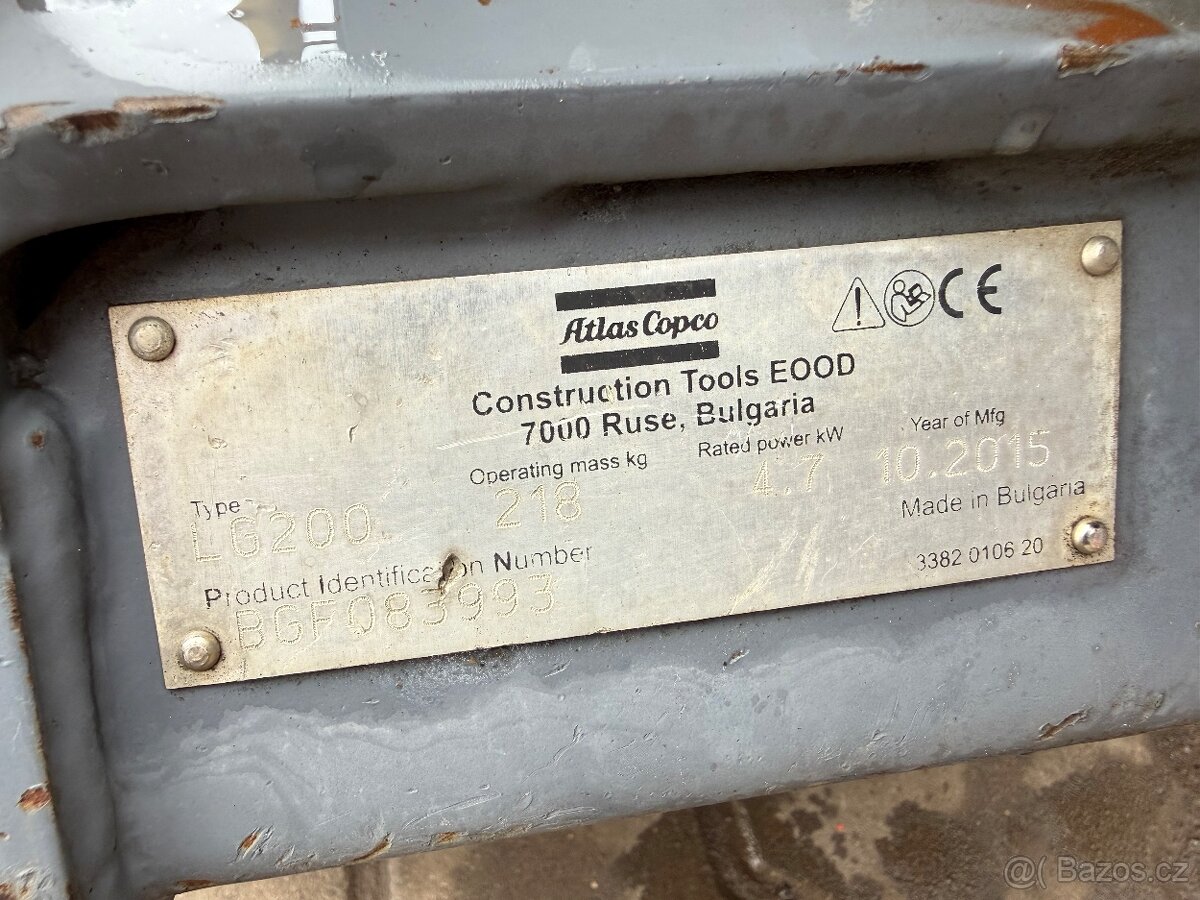 Atlas Copco
CE
Construction Tools EOOD
7000 Ruse, Bulgaria
Type Operating mass kg Rated power kW Year of Mfg
LG200 218 4.7 10.2015
Made in Bulgaria
Product Identification Number
BGF083993
3382 0106 20
Bazos.cz